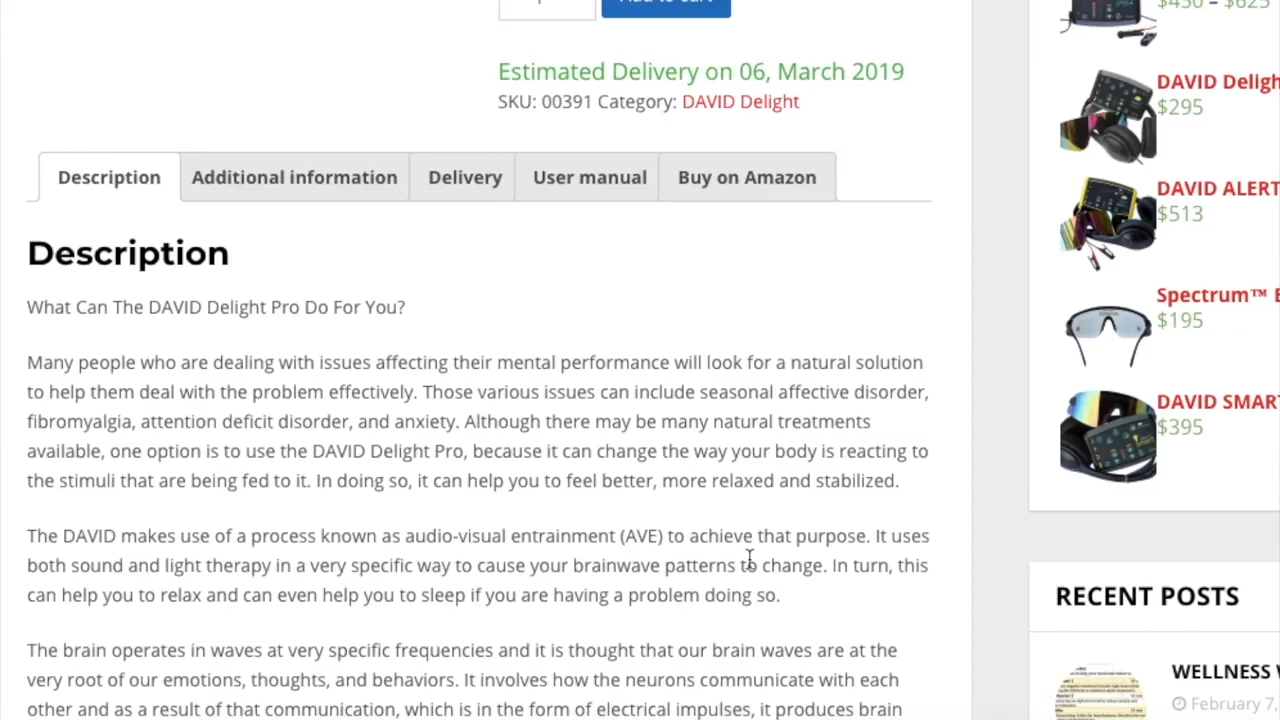 Estimated Delivery on 06, March 2019
SKU: 00391 Category: DAVID Delight
Description
Additional information
Delivery
User manual
Buy on Amazon
Description
What Can The DAVID Delight Pro Do For You?
Many people who are dealing with issues affecting their mental performance will look for a natural solution
to help them deal with the problem effectively. Those various issues can include seasonal affective disorder,
fibromyalgia, attention deficit disorder, and anxiety. Although there may be many natural treatments
available, one option is to use the DAVID Delight Pro, because it can change the way your body is reacting to
the stimuli that are being fed to it. In doing so, it can help you to feel better, more relaxed and stabilized.
The DAVID makes use of a process known as audio-visual entrainment (AVE) to achieve that purpose. It uses
both sound and light therapy in a very specific way to cause your brainwave patterns to change. In turn, this
can help you to relax and can even help you to sleep if you are having a problem doing so.
The brain operates in waves at very specific frequencies and it is thought that our brain waves are at the
very root of our emotions, thoughts, and behaviors. It involves how the neurons communicate with each
other and as a result of that communication, which is in the form of electrical impulses, it produces brain
$450 – $625
DAVID Deligh
$295
DAVID ALERT
$513
Spectrum™ E
$195
DAVID SMAR
$395
RECENT POSTS
WELLNESS
February 7,